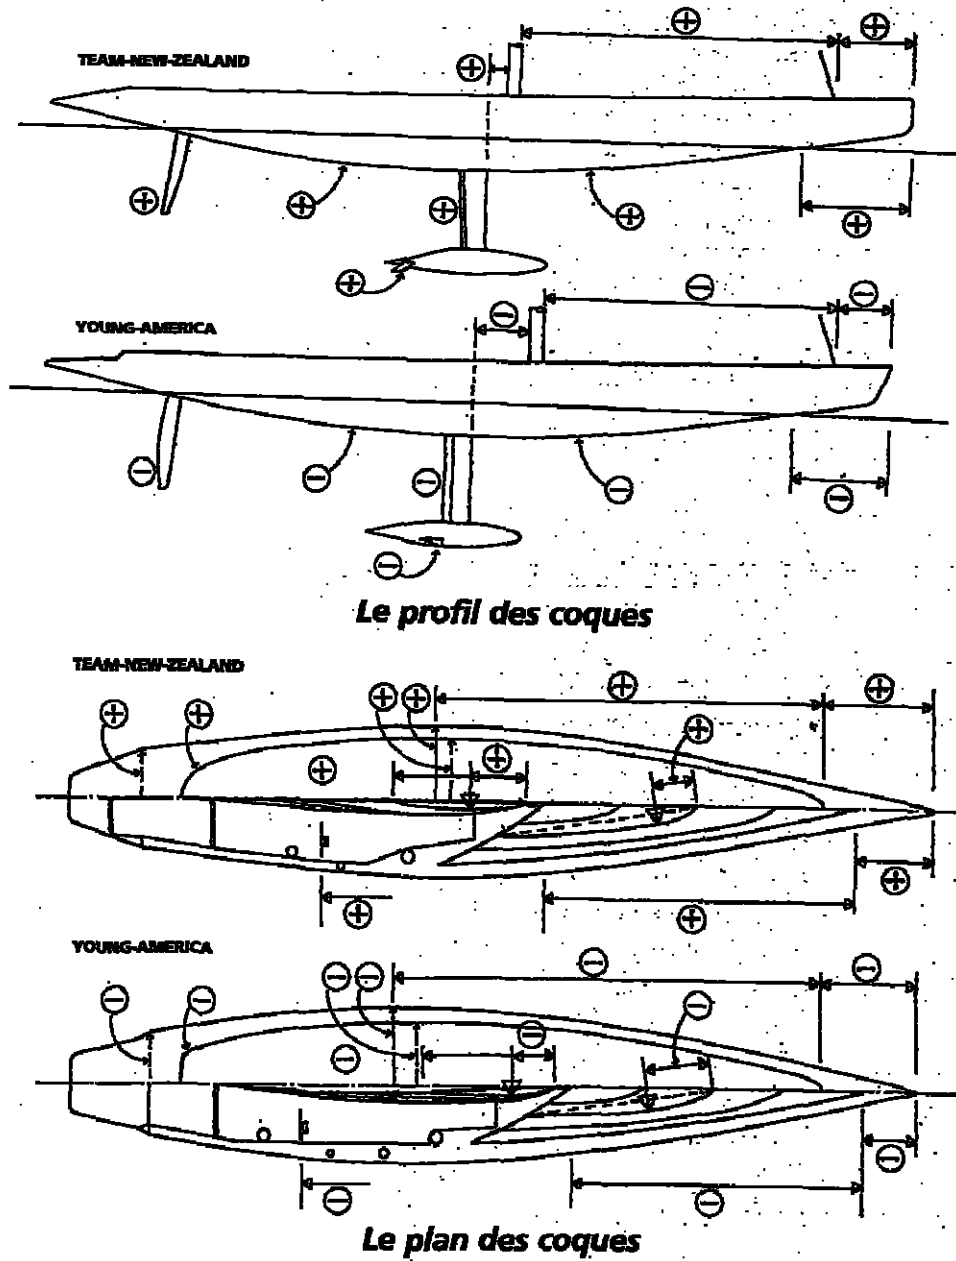 TEAM-NEW-ZEALAND
YOUNG-AMERICA
Le profil des coques
TEAM-NEW-ZEALAND
YOUNG-AMERICA
Le plan des coques